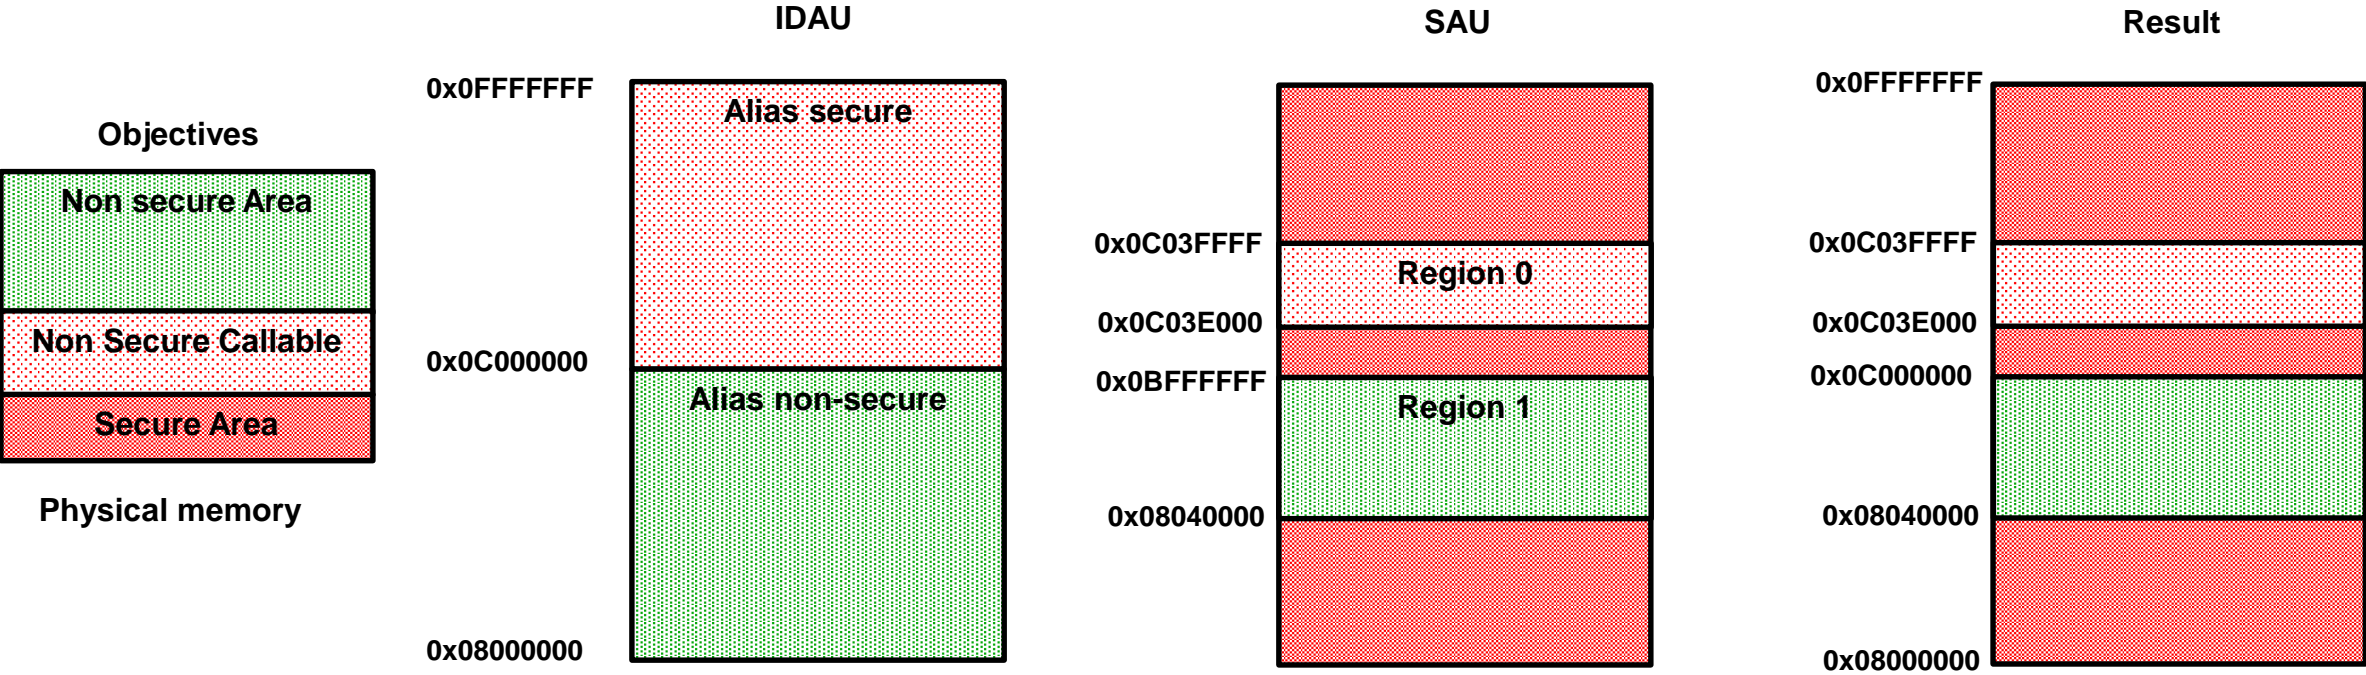 Objectives
Non secure Area
Non Secure Callable
Secure Area
Physical memory
IDAU
0x0FFFFFFF
Alias secure
0x0C000000
Alias non-secure
0x08000000
SAU
0x0C03FFFF
Region 0
0x0C03E000
0x0BFFFFFF
Region 1
0x08040000
Result
0x0FFFFFFF
0x0C03FFFF
0x0C03E000
0x0C000000
0x08040000
0x08000000